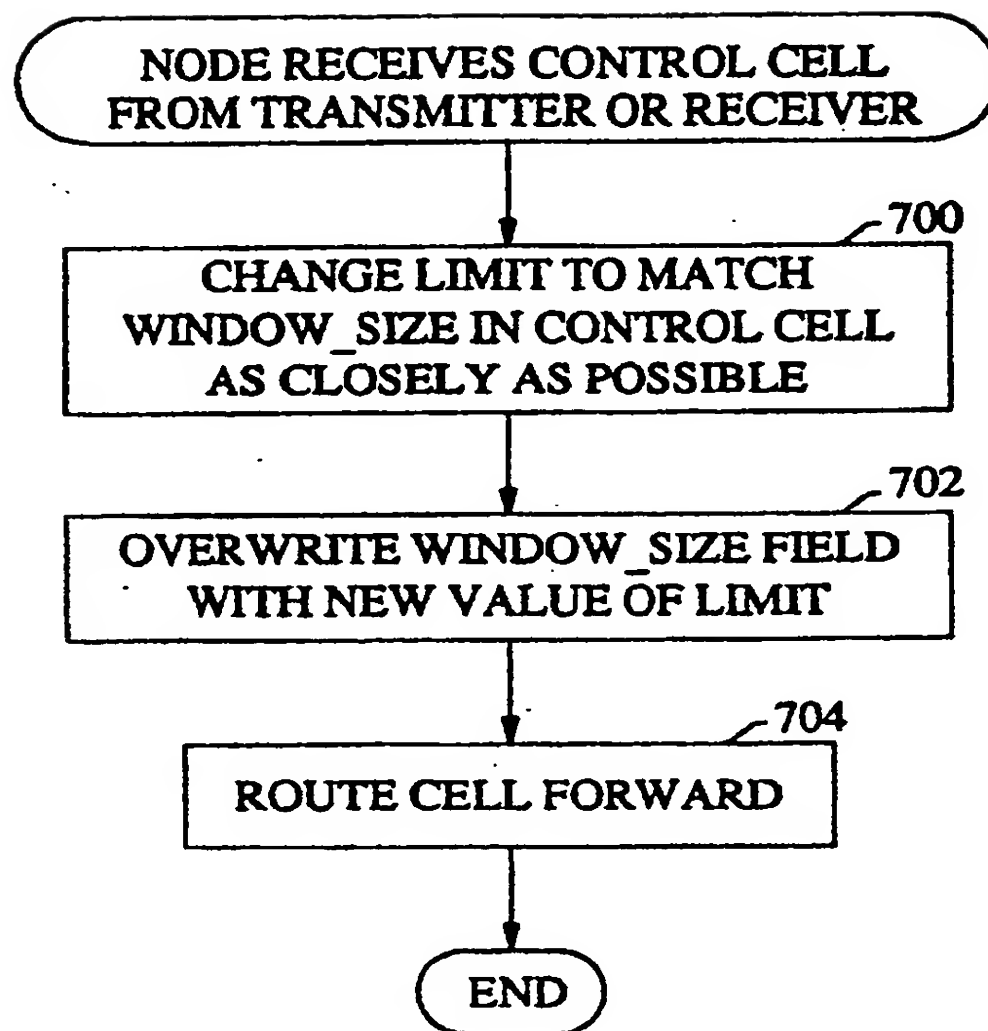 NODE RECEIVES CONTROL CELL
FROM TRANSMITTER OR RECEIVER
700
CHANGE LIMIT TO MATCH
WINDOW_SIZE IN CONTROL CELL
AS CLOSELY AS POSSIBLE
702
OVERWRITE WINDOW_SIZE FIELD
WITH NEW VALUE OF LIMIT
704
ROUTE CELL FORWARD
END